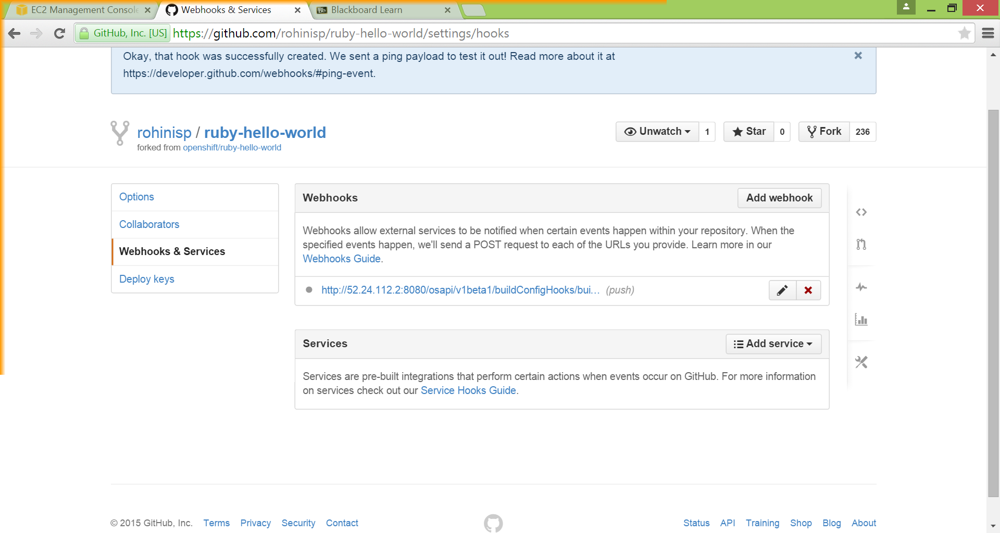 EC2 Management Console
Webhooks & Services
Blackboard Learn
GitHub, Inc. [US] https://github.com/rohinisp/ruby-hello-world/settings/hooks
Okay, that hook was successfully created. We sent a ping payload to test it out! Read more about it at
https://developer.github.com/webhooks/#ping-event.
rohinisp / ruby-hello-world
forked from openshift/ruby-hello-world
Unwatch 1
Star 0
Fork 236
Options
Collaborators
Webhooks & Services
Deploy keys
Webhooks
Add webhook
Webhooks allow external services to be notified when certain events happen within your repository. When the
specified events happen, we'll send a POST request to each of the URLs you provide. Learn more in our
Webhooks Guide.
http://52.24.112.2:8080/osapi/v1beta1/buildConfigHooks/bui… (push)
Services
Add service
Services are pre-built integrations that perform certain actions when events occur on GitHub. For more information
on services check out our Service Hooks Guide.
© 2015 GitHub, Inc. Terms Privacy Security Contact
Status API Training Shop Blog About